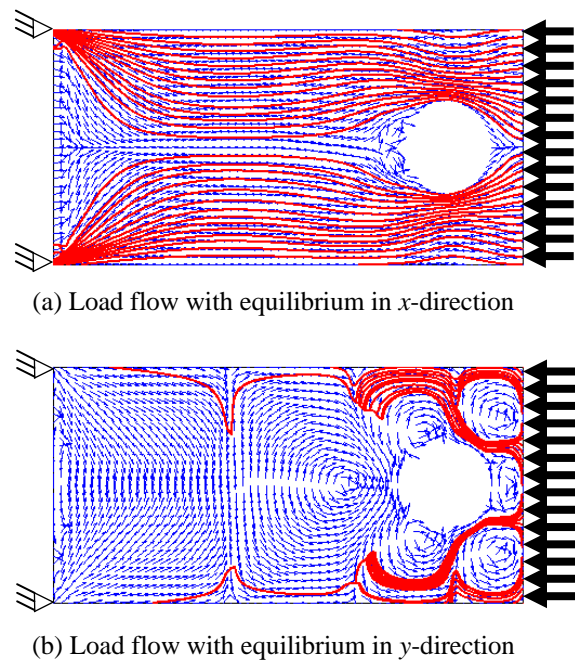 (a) Load flow with equilibrium in x-direction
(b) Load flow with equilibrium in y-direction